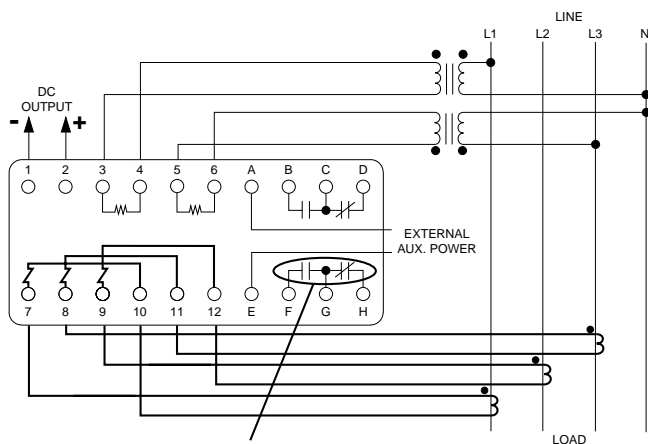 LINE
L1 L2 L3 N
DC
OUTPUT
- +
1 2 3 4 5 6 A B C D
EXTERNAL
AUX. POWER
7 8 9 10 11 12 E F G H
LOAD